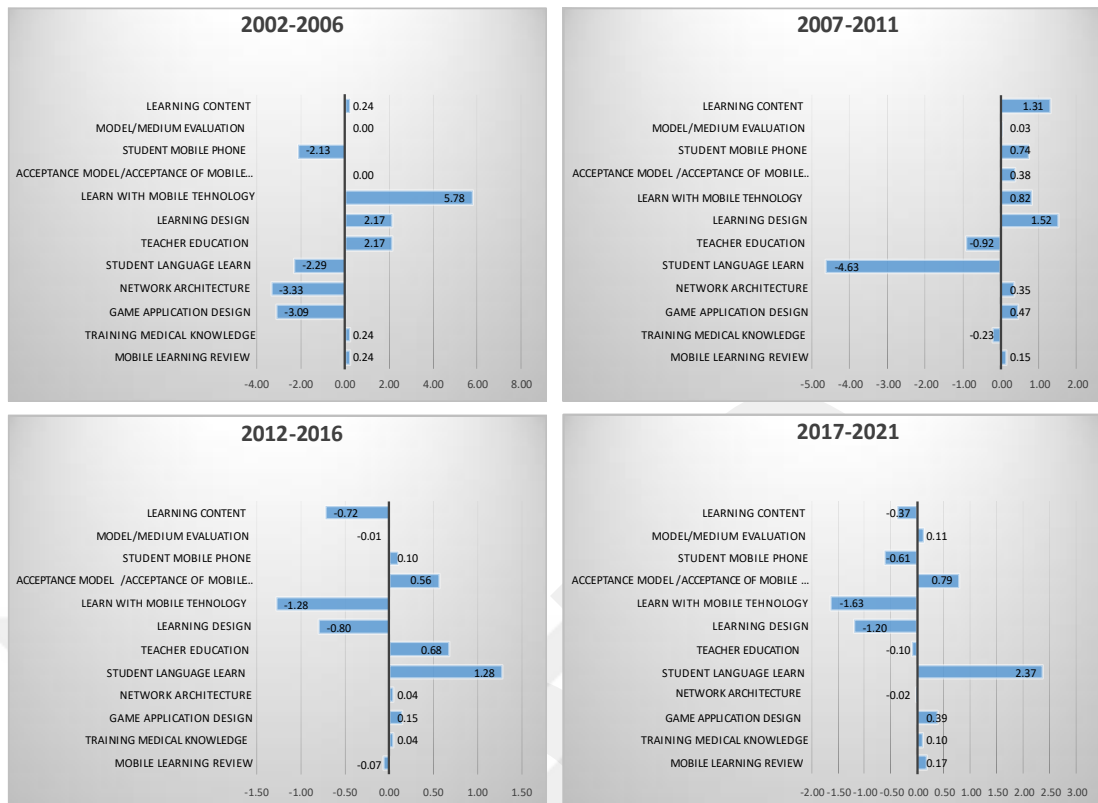 2002-2006
LEARNING CONTENT 0.24
MODEL/MEDIUM EVALUATION 0.00
STUDENT MOBILE PHONE -2.13
ACCEPTANCE MODEL/ACCEPTANCE OF MOBILE... 0.00
LEARN WITH MOBILE TEHNOLOGY 5.78
LEARNING DESIGN 2.17
TEACHER EDUCATION 2.17
STUDENT LANGUAGE LEARN -2.29
NETWORK ARCHITECTURE -3.33
GAME APPLICATION DESIGN -3.09
TRAINING MEDICAL KNOWLEDGE 0.24
MOBILE LEARNING REVIEW 0.24
-4.00 -2.00 0.00 2.00 4.00 6.00 8.00
2007-2011
LEARNING CONTENT 1.31
MODEL/MEDIUM EVALUATION 0.03
STUDENT MOBILE PHONE 0.74
ACCEPTANCE MODEL /ACCEPTANCE OF MOBILE.. 0.38
LEARN WITH MOBILE TEHNOLOGY 0.82
LEARNING DESIGN 1.52
TEACHER EDUCATION -0.92
STUDENT LANGUAGE LEARN -4.63
NETWORK ARCHITECTURE 0.35
GAME APPLICATION DESIGN 0.47
TRAINING MEDICAL KNOWLEDGE -0.23
MOBILE LEARNING REVIEW 0.15
-5.00 -4.00 -3.00 -2.00 -1.00 0.00 1.00 2.00
2012-2016
LEARNING CONTENT -0.72
MODEL/MEDIUM EVALUATION -0.01
STUDENT MOBILE PHONE 0.10
ACCEPTANCE MODEL /ACCEPTANCE OF MOBILE... 0.56
LEARN WITH MOBILE TEHNOLOGY -1.28
LEARNING DESIGN -0.80
TEACHER EDUCATION 0.68
STUDENT LANGUAGE LEARN 1.28
NETWORK ARCHITECTURE 0.04
GAME APPLICATION DESIGN 0.15
TRAINING MEDICAL KNOWLEDGE 0.04
MOBILE LEARNING REVIEW -0.07
-1.50 -1.00 -0.50 0.00 0.50 1.00 1.50
2017-2021
LEARNING CONTENT -0.37
MODEL/MEDIUM EVALUATION 0.11
STUDENT MOBILE PHONE -0.61
ACCEPTANCE MODEL /ACCEPTANCE OF MOBILE ... 0.79
LEARN WITH MOBILE TEHNOLOGY -1.63
LEARNING DESIGN -1.20
TEACHER EDUCATION -0.10
STUDENT LANGUAGE LEARN 2.37
NETWORK ARCHITECTURE -0.02
GAME APPLICATION DESIGN 0.39
TRAINING MEDICAL KNOWLEDGE 0.10
MOBILE LEARNING REVIEW 0.17
-2.00 -1.50 -1.00 -0.50 0.00 0.50 1.00 1.50 2.00 2.50 3.00